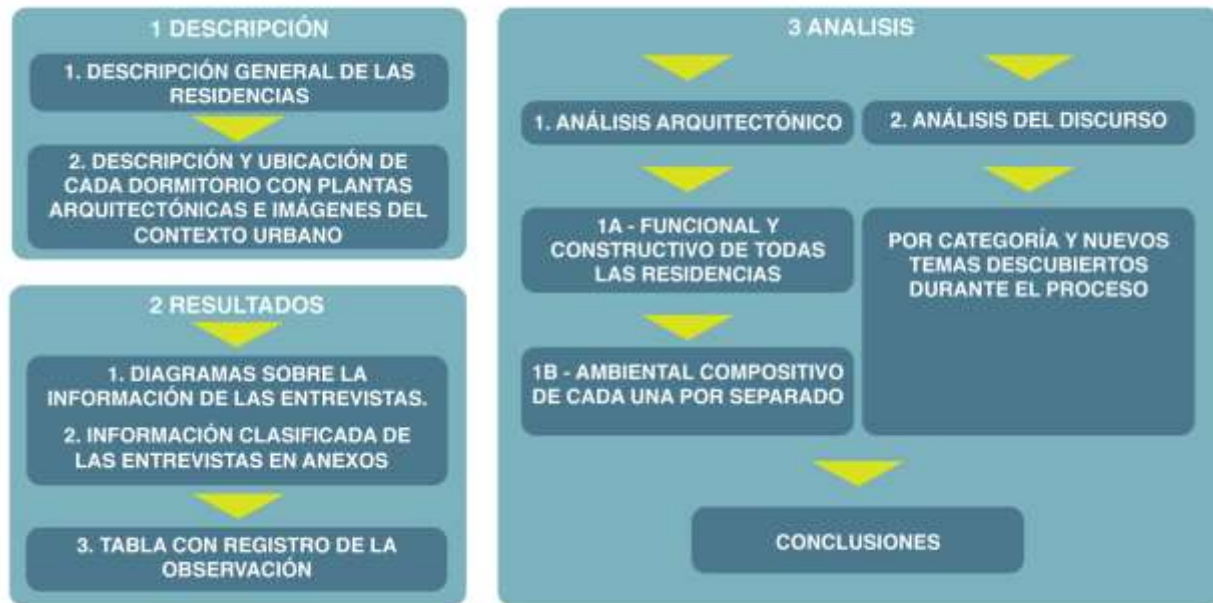 1 DESCRIPCIÓN
1. DESCRIPCIÓN GENERAL DE LAS
RESIDENCIAS
2. DESCRIPCIÓN Y UBICACIÓN DE
CADA DORMITORIO CON PLANTAS
ARQUITECTÓNICAS E IMÁGENES DEL
CONTEXTO URBANO
2 RESULTADOS
1. DIAGRAMAS SOBRE LA
INFORMACIÓN DE LAS ENTREVISTAS.
2. INFORMACIÓN CLASIFICADA DE
LAS ENTREVISTAS EN ANEXOS
3. TABLA CON REGISTRO DE LA
OBSERVACIÓN
3 ANALISIS
1. ANÁLISIS ARQUITECTÓNICO
1A - FUNCIONAL Y
CONSTRUCTIVO DE TODAS
LAS RESIDENCIAS
1B - AMBIENTAL COMPOSITIVO
DE CADA UNA POR SEPARADO
2. ANÁLISIS DEL DISCURSO
POR CATEGORÍA Y NUEVOS
TEMAS DESCUBIERTOS
DURANTE EL PROCESO
CONCLUSIONES